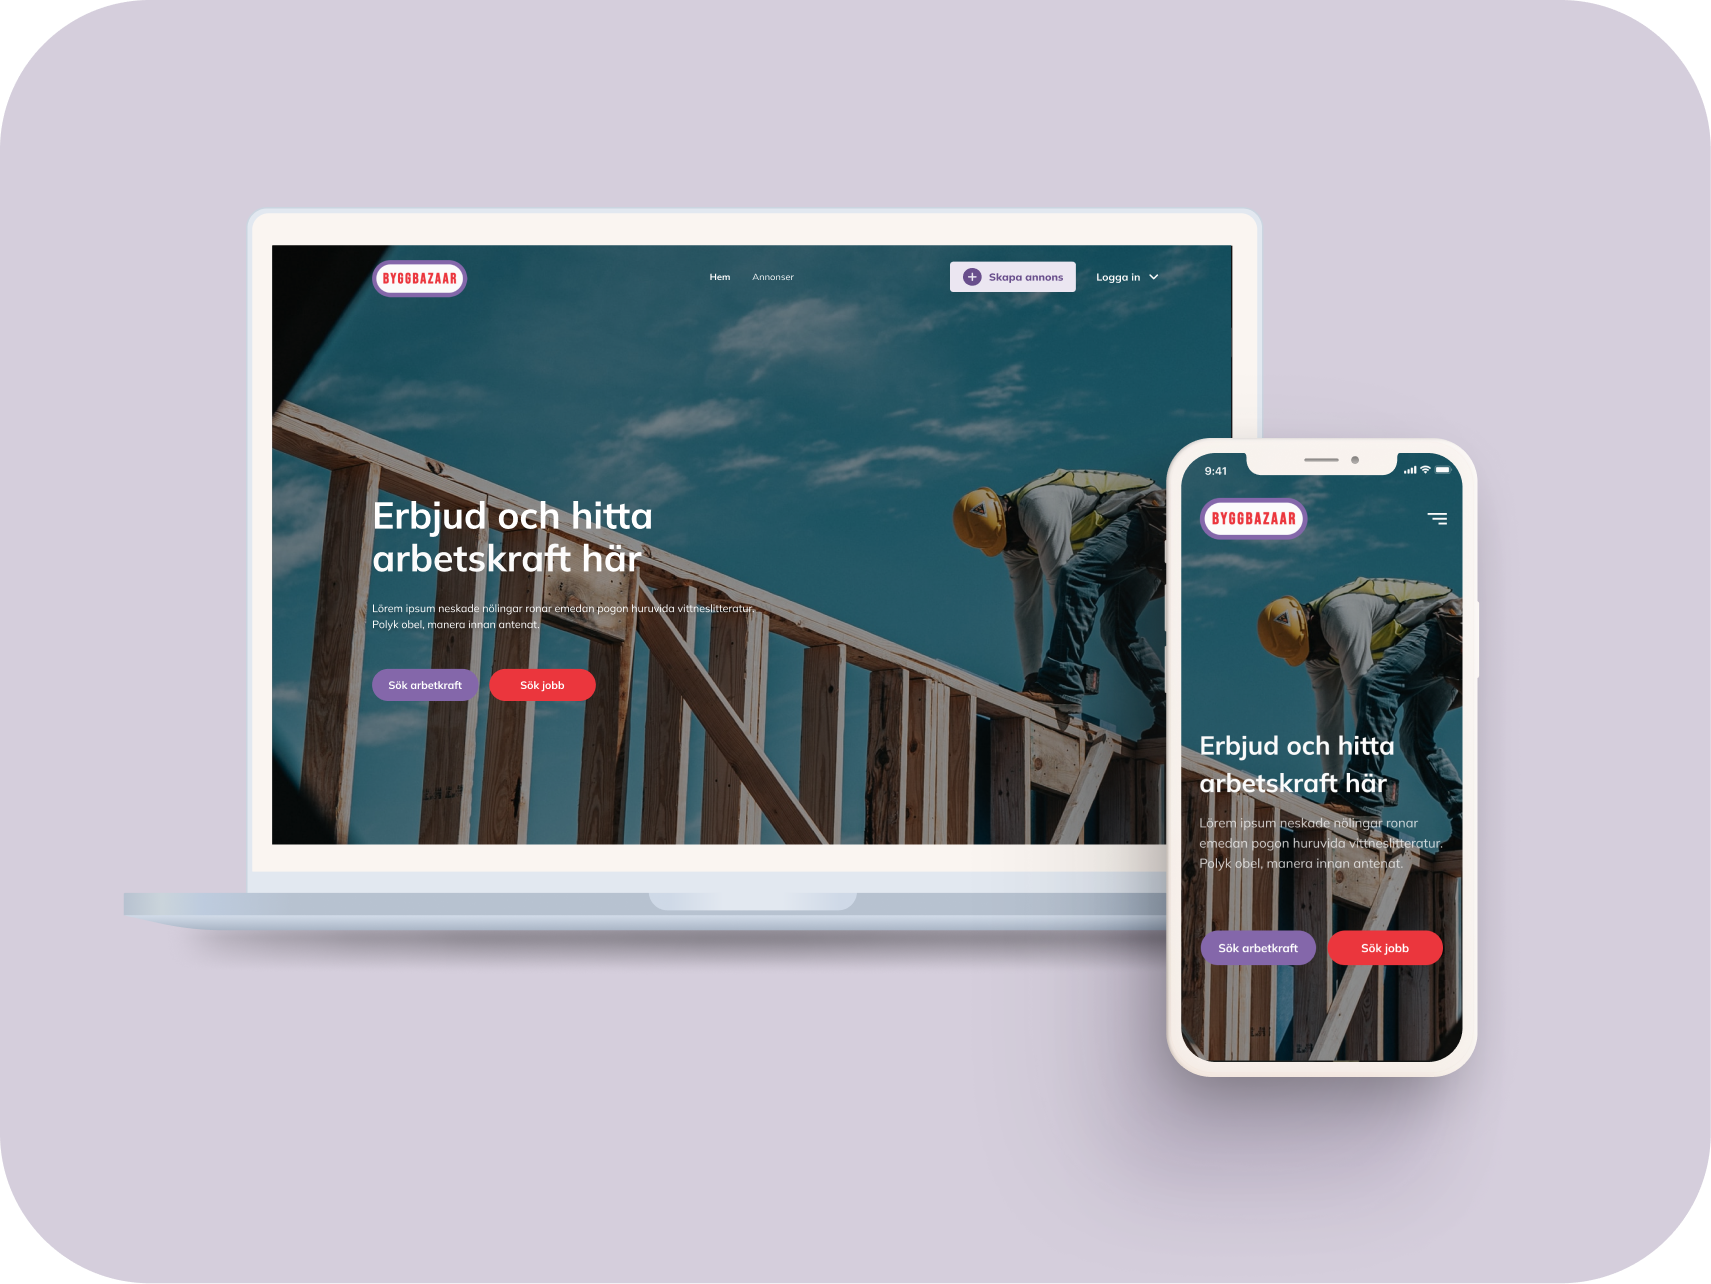 BYGGBAZAAR
Hem
Annonser
Skapa annons
Logga in
Erbjud och hitta
arbetskraft här
Lörem ipsum neskade nölingar ronar emedan pogon huruvida vittneslitteratur.
Polyk obel, manera innan antenat.
Sök arbetkraft
Sök jobb
9:41
BYGGBAZAAR
Erbjud och hitta
arbetskraft här
Lörem ipsum neskade nölingar ronar
emedan pogon huruvida vittneslitteratur.
Polyk obel, manera innan antenat.
Sök arbetkraft
Sök jobb